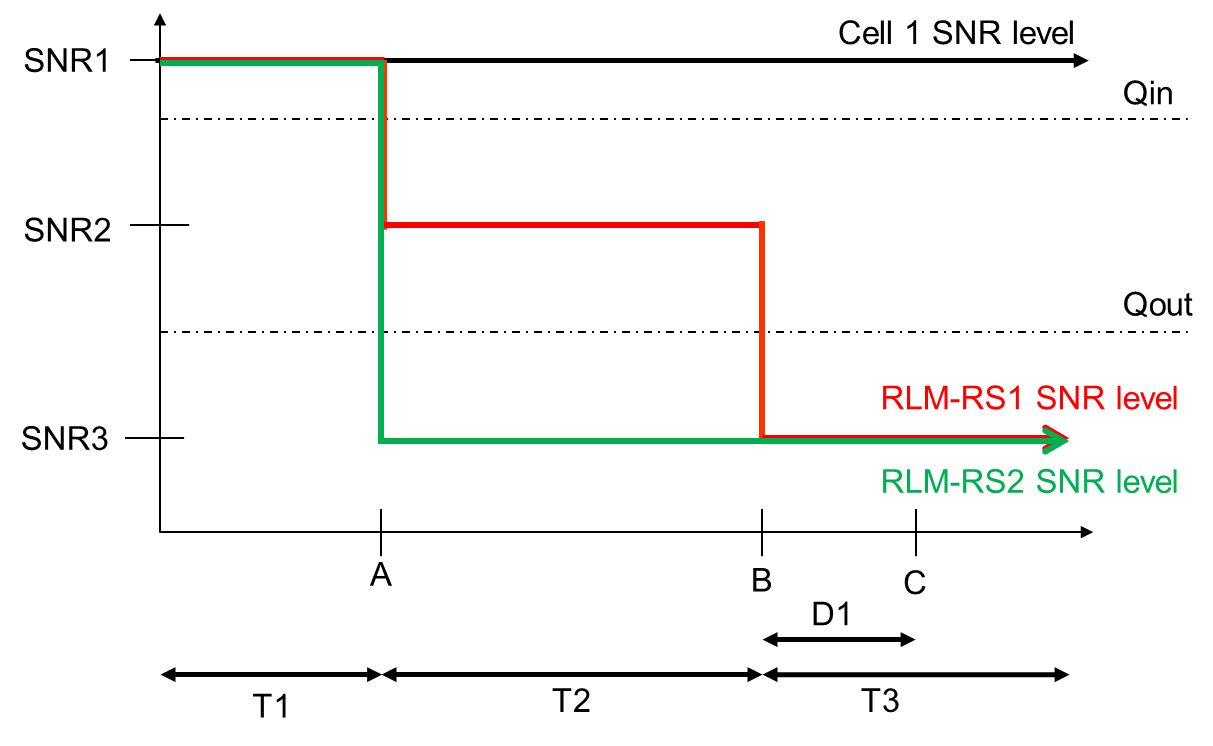 Cell 1 SNR level
SNR1
Qin
SNR2
Qout
RLM-RS1 SNR level
SNR3
RLM-RS2 SNR level
A
B
C
D1
T1
T2
T3